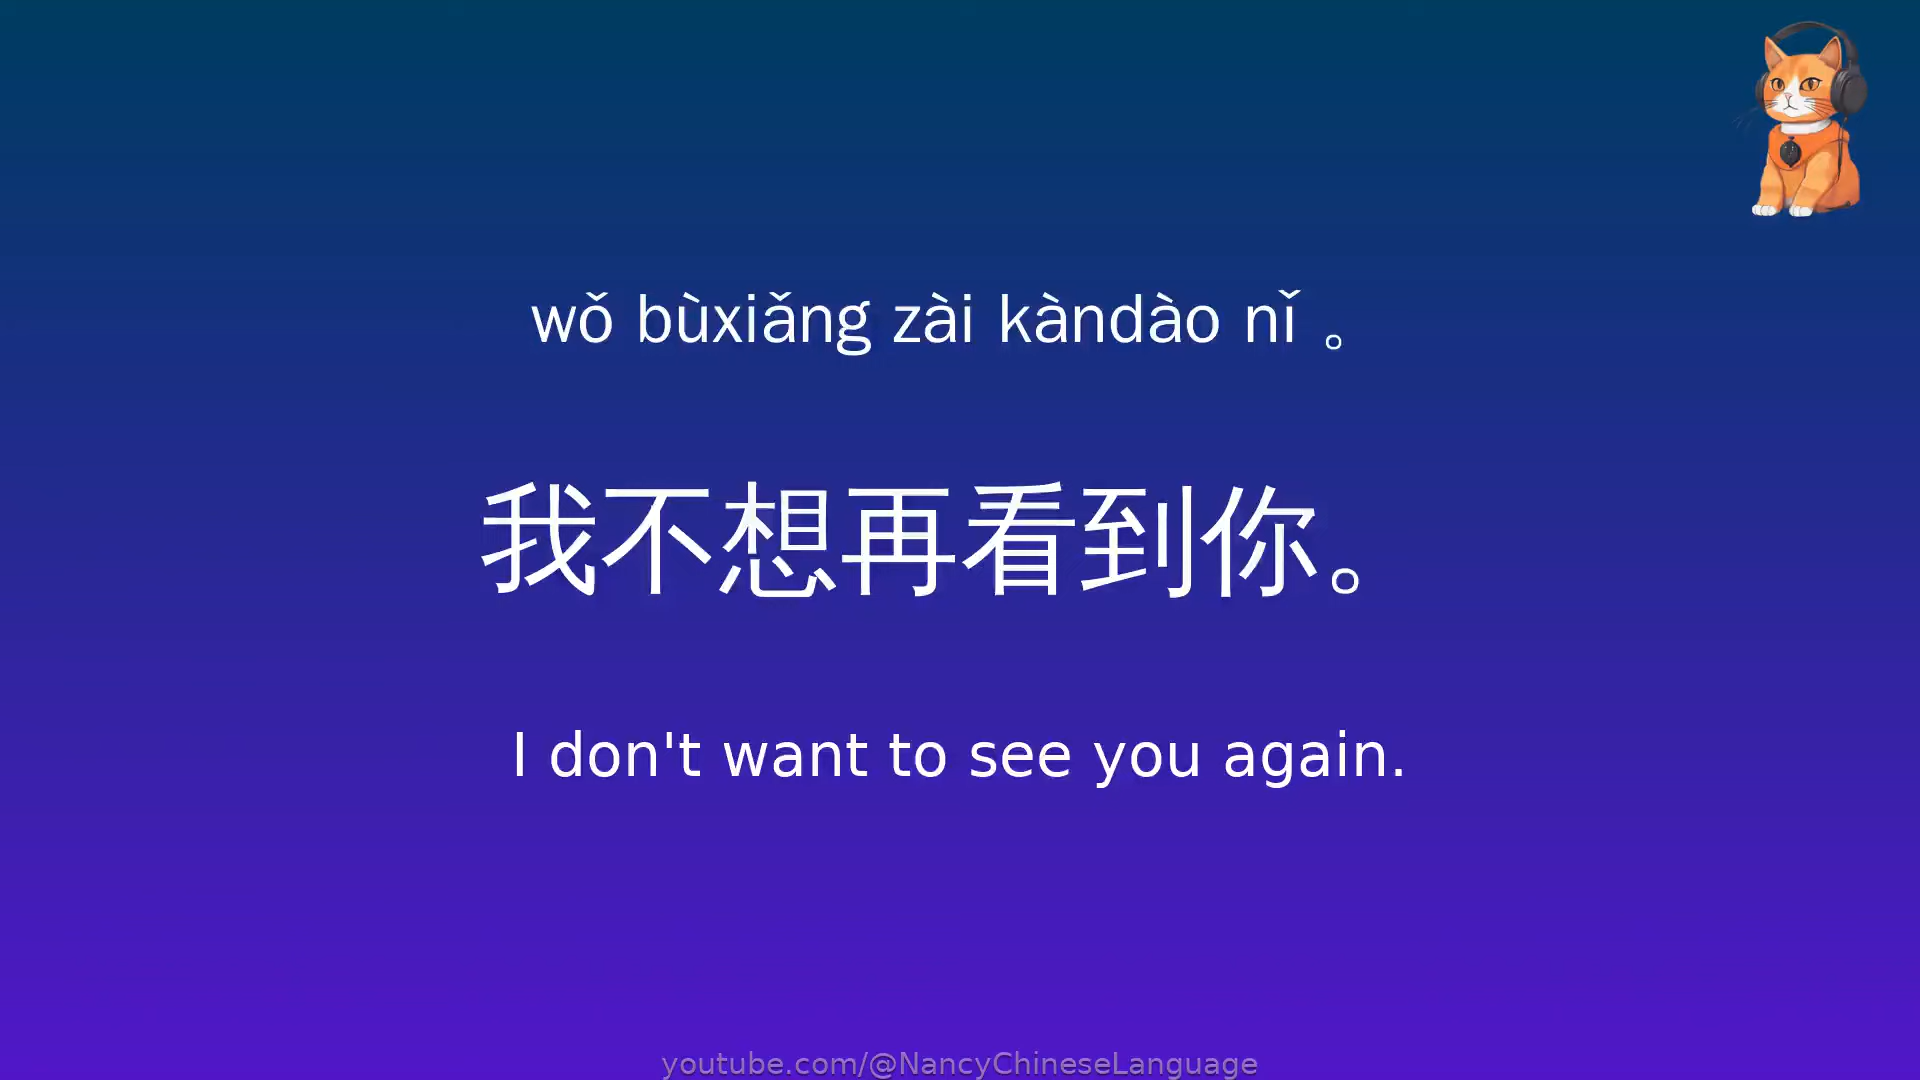 wǒ bùxiǎng zài kàndào nǐ 。
我不想再看到你。
I don't want to see you again.
youtube.com/@NancyChineseLanguage